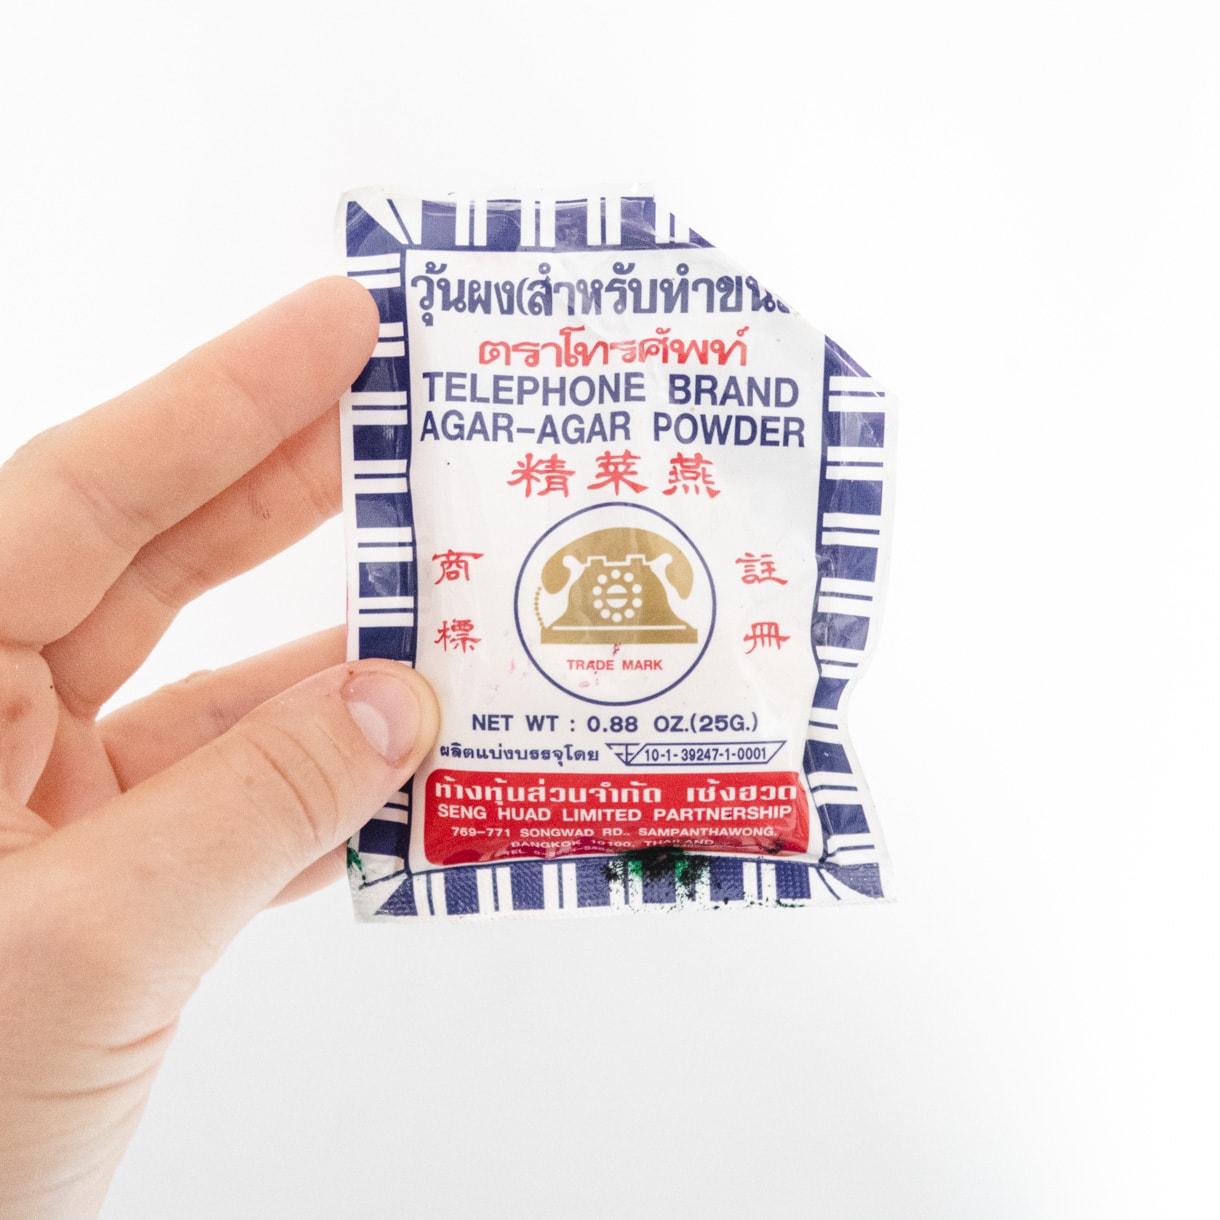 วุ้นผง(สำหรับทำขน
ตราโทรศัพท์
TELEPHONE BRAND
AGAR-AGAR POWDER
精菜燕
商 註
標 冊
TRADE MARK
NET WT : 0.88 OZ.(25G.)
ผลิตแบ่งบรรจุโดย 10-1-39247-1-0001
ห้างหุ้นส่วนจำกัด เซ้งฮวด
SENG HUAD LIMITED PARTNERSHIP
769-771 SONGWAD RD., SAMPANTHAWONG,
BANGKOK 10100, THAILAND
TEL